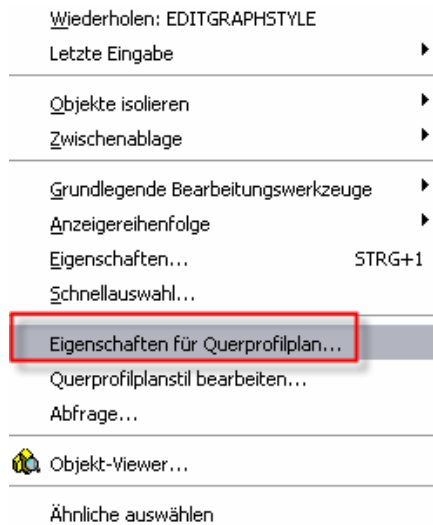 Wiederholen: EDITGRAPHSTYLE
Letzte Eingabe
Objekte isolieren
Zwischenablage
Grundlegende Bearbeitungswerkzeuge
Anzeigereihenfolge
Eigenschaften... STRG+1
Schnellauswahl...
Eigenschaften für Querprofilplan...
Querprofilplanstil bearbeiten...
Abfrage...
Objekt-Viewer...
Ähnliche auswählen